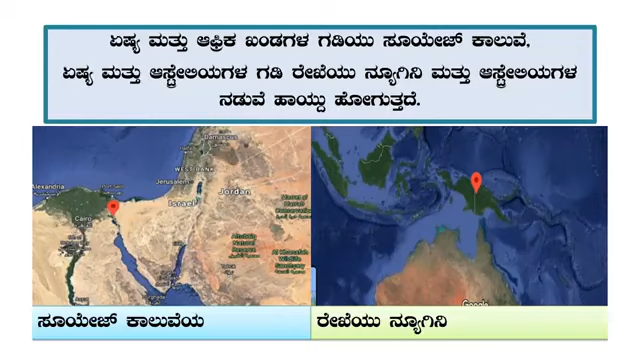 ಏಷ್ಯ ಮತ್ತು ಆಫ್ರಿಕ ಖಂಡಗಳ ಗಡಿಯು ಸೂಯೇಜ್ ಕಾಲುವೆ,
ಏಷ್ಯ ಮತ್ತು ಆಸ್ಟ್ರೇಲಿಯಗಳ ಗಡಿ ರೇಖೆಯು ನ್ಯೂಗಿನಿ ಮತ್ತು ಆಸ್ಟ್ರೇಲಿಯಗಳ
ನಡುವೆ ಹಾಯ್ದು ಹೋಗುತ್ತದೆ.
Damascus
WEST BANK
Alexandria
Jerusalem
Israel
Jordan
Cairo
Google
ಸೂಯೇಜ್ ಕಾಲುವೆಯ
ರೇಖೆಯು ನ್ಯೂಗಿನಿ